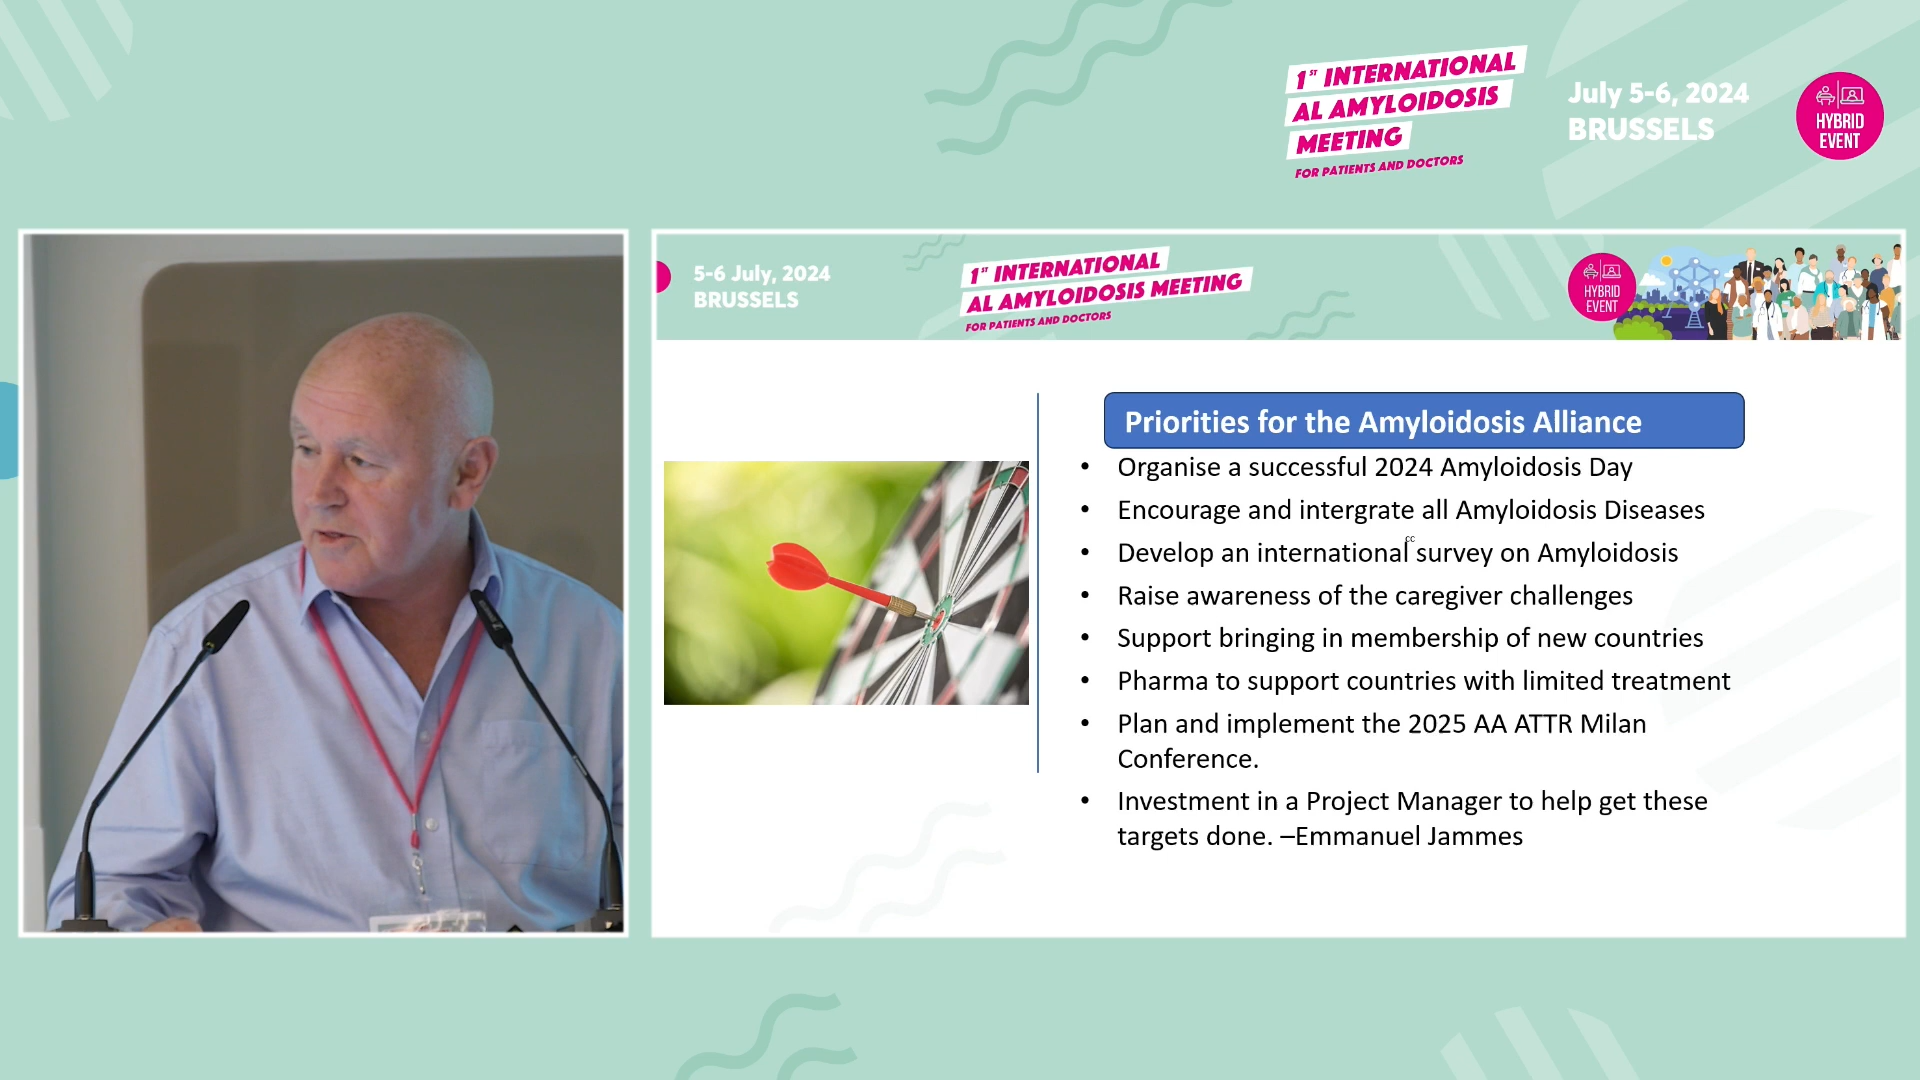 1ST INTERNATIONAL
AL AMYLOIDOSIS
MEETING
FOR PATIENTS AND DOCTORS
July 5-6, 2024
BRUSSELS
HYBRID
EVENT
5-6 July, 2024
BRUSSELS
1ST INTERNATIONAL
AL AMYLOIDOSIS MEETING
FOR PATIENTS AND DOCTORS
HYBRID
EVENT
Priorities for the Amyloidosis Alliance
• Organise a successful 2024 Amyloidosis Day
• Encourage and intergrate all Amyloidosis Diseases
cc
• Develop an international survey on Amyloidosis
• Raise awareness of the caregiver challenges
• Support bringing in membership of new countries
• Pharma to support countries with limited treatment
• Plan and implement the 2025 AA ATTR Milan
Conference.
• Investment in a Project Manager to help get these
targets done. –Emmanuel Jammes